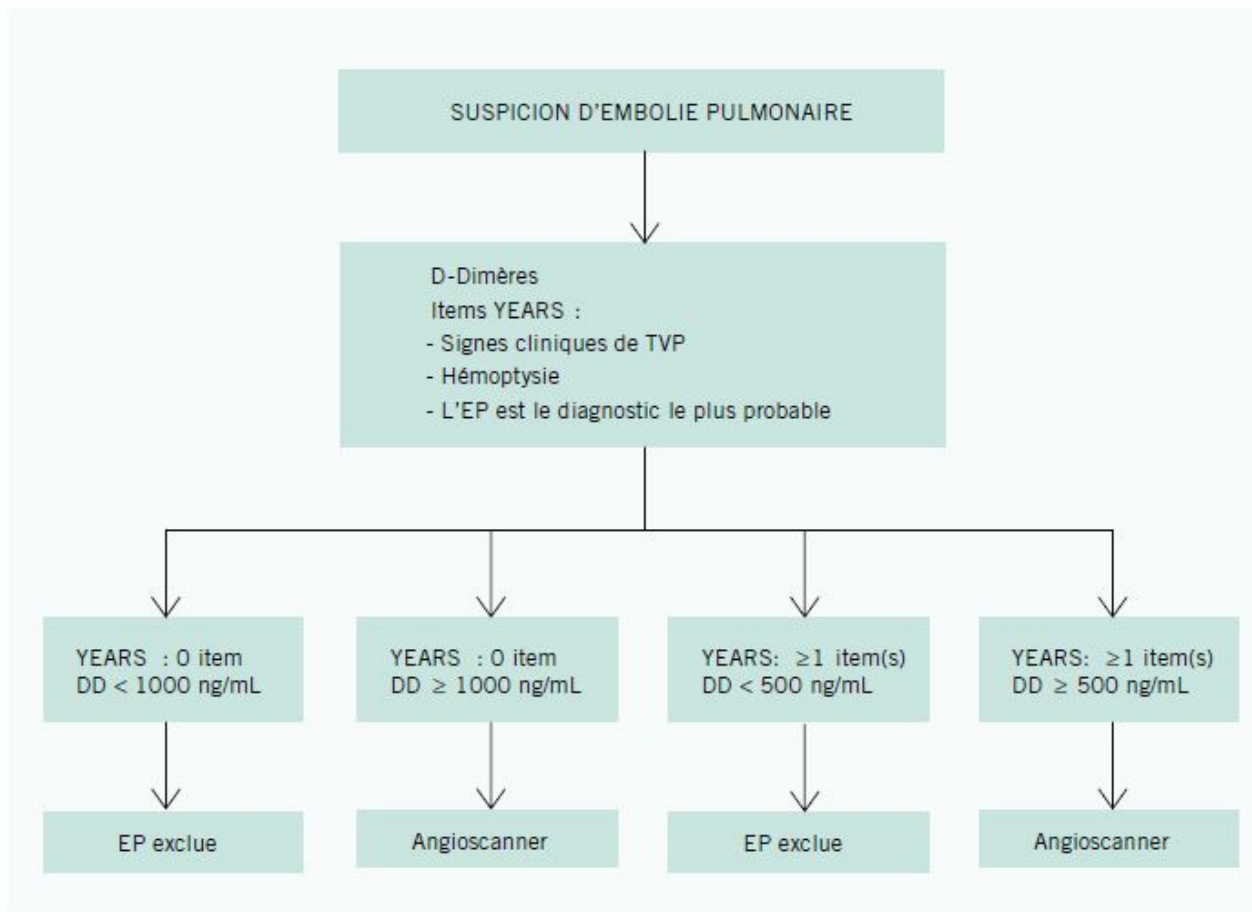 SUSPICION D'EMBOLIE PULMONAIRE
D-Dimères
Items YEARS :
- Signes cliniques de TVP
- Hémoptysie
- L'EP est le diagnostic le plus probable
YEARS : 0 item
DD < 1000 ng/mL
YEARS : 0 item
DD ≥ 1000 ng/mL
YEARS: ≥1 item(s)
DD < 500 ng/mL
YEARS: ≥1 item(s)
DD ≥ 500 ng/mL
EP exclue
Angioscanner
EP exclue
Angioscanner